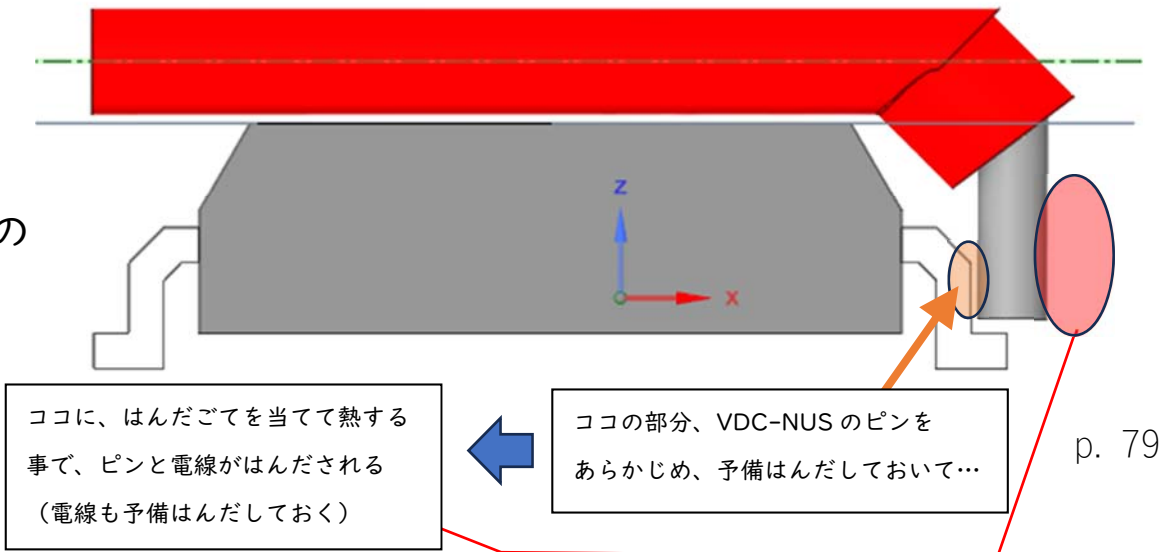 Z
の
X
ココに、はんだごてを当てて熱する
事で、ピンと電線がはんだされる
（電線も予備はんだしておく）
ココの部分、VDC-NUS のピンを
あらかじめ、予備はんだしておいて…
p. 79